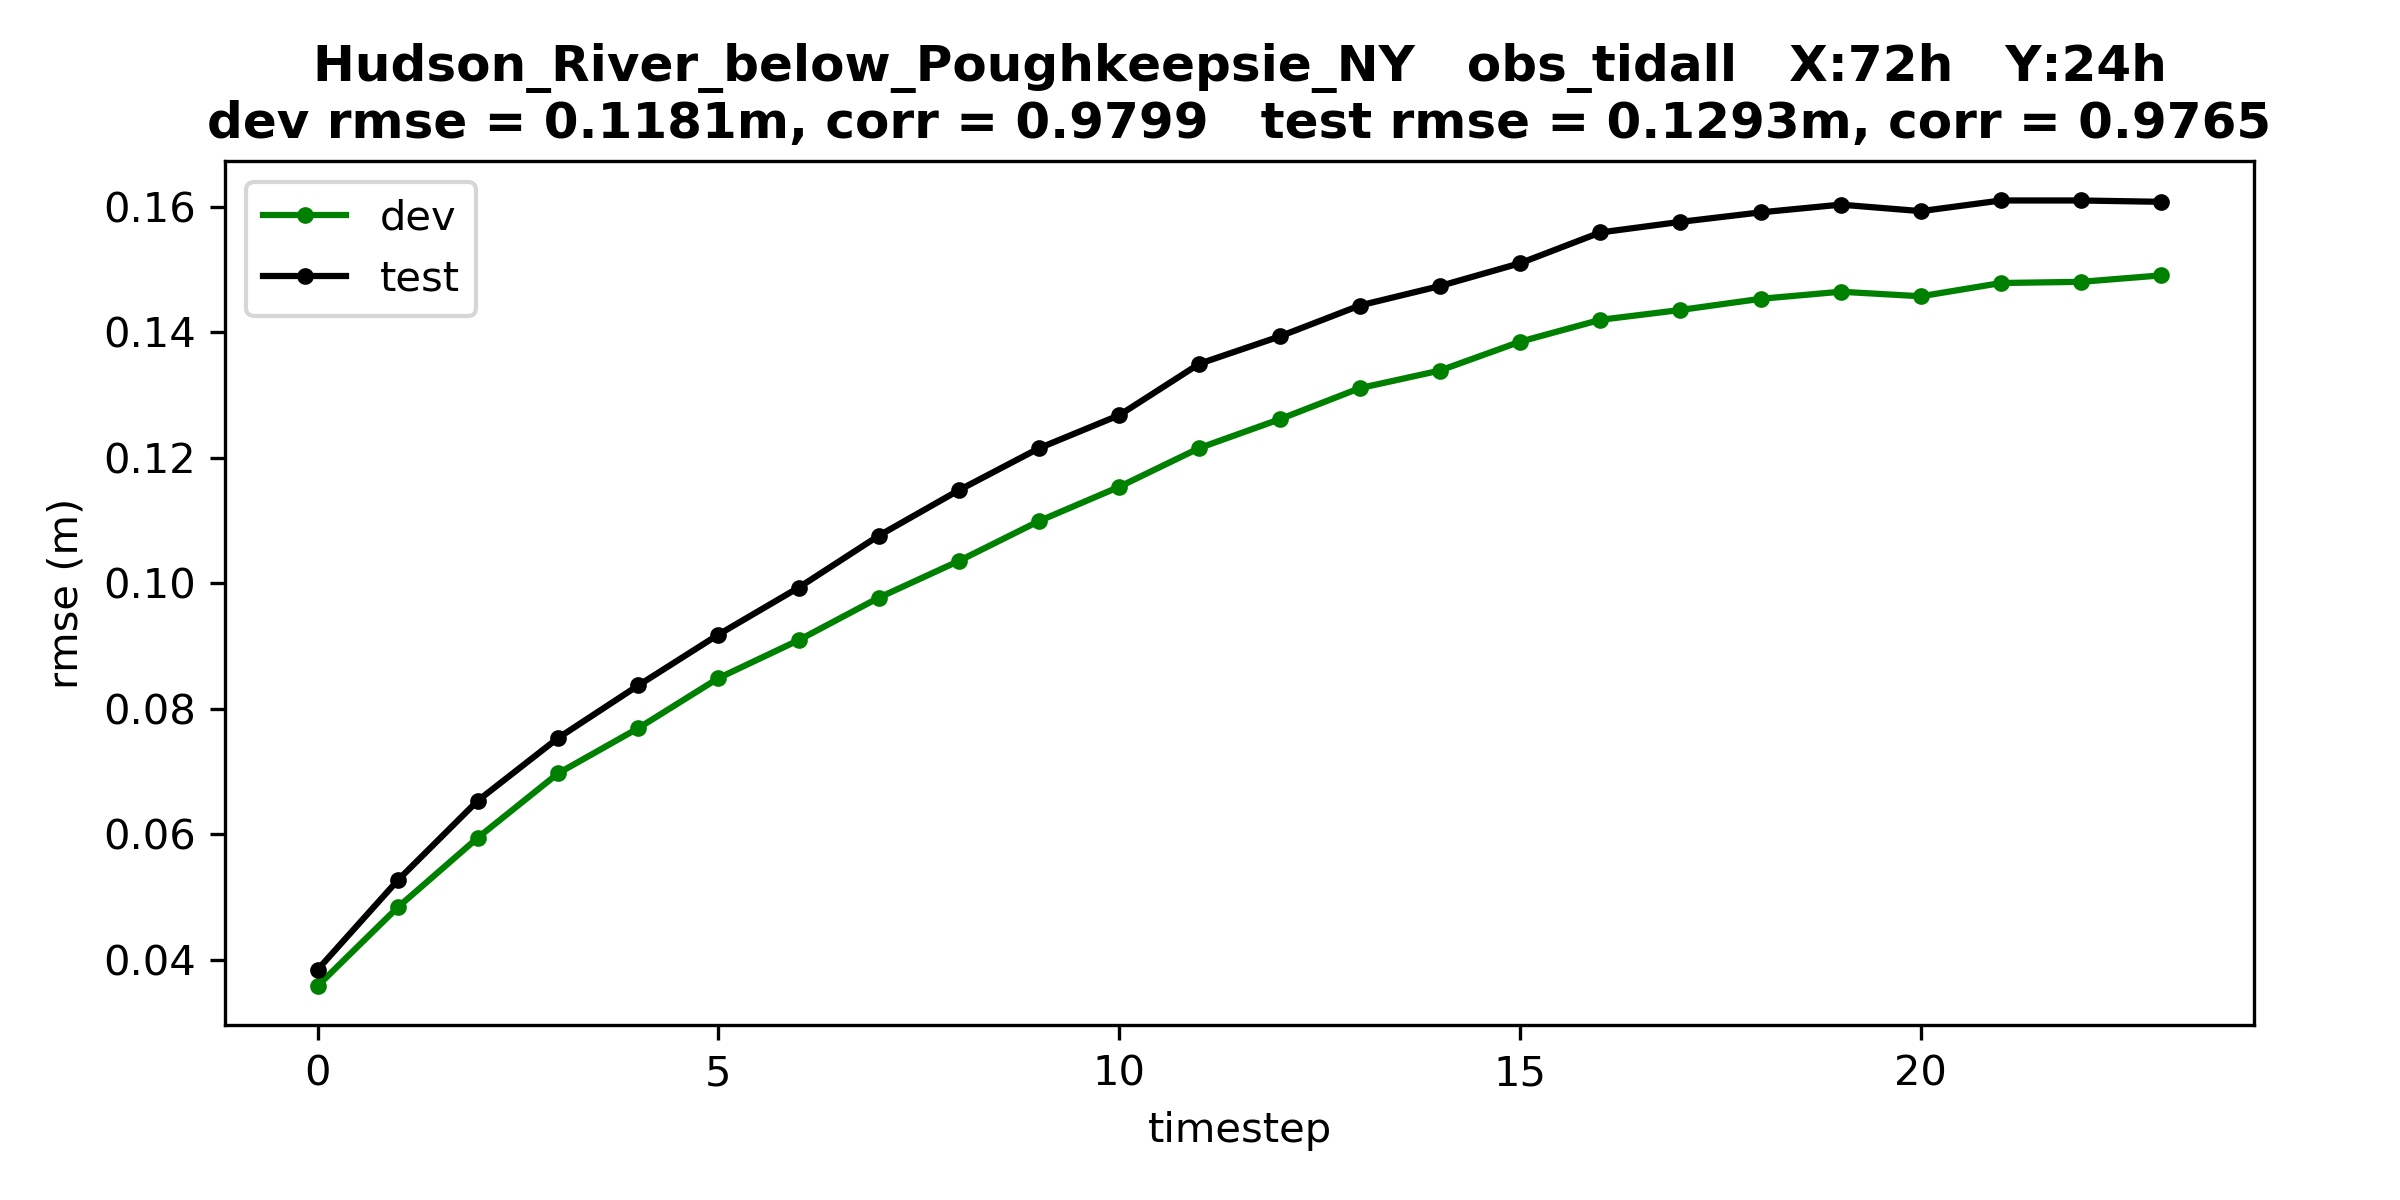 Hudson_River_below_Poughkeepsie_NY   obs_tidall   X:72h   Y:24h
dev rmse = 0.1181m, corr = 0.9799   test rmse = 0.1293m, corr = 0.9765
dev
test
0.16
0.14
0.12
0.10
0.08
0.06
0.04
rmse (m)
0 5 10 15 20
timestep